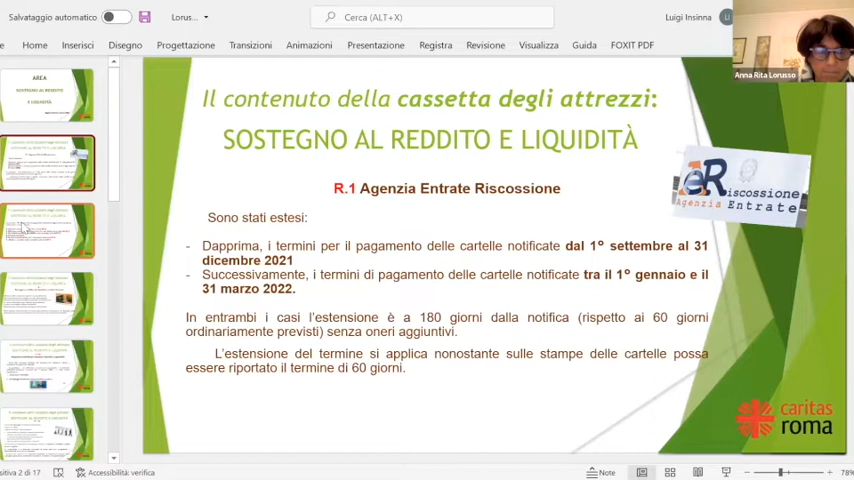 Salvataggio automatico
Lorus...
Cerca (ALT+X)
Luigi Insinna
LI
Home Inserisci Disegno Progettazione Transizioni Animazioni Presentazione Registra Revisione Visualizza Guida FOXIT PDF
Anna Rita Lorusso
AREA
SOSTEGNO AL REDDITO
E LIQUIDITÀ
Il contenuto della cassetta degli attrezzi:
SOSTEGNO AL REDDITO E LIQUIDITÀ
R.1 Agenzia Entrate Riscossione
Riscossione
Agenzia Entrate
Sono stati estesi:
- Dapprima, i termini per il pagamento delle cartelle notificate dal 1° settembre al 31
dicembre 2021
- Successivamente, i termini di pagamento delle cartelle notificate tra il 1° gennaio e il
31 marzo 2022.
In entrambi i casi l'estensione è a 180 giorni dalla notifica (rispetto ai 60 giorni
ordinariamente previsti) senza oneri aggiuntivi.
L'estensione del termine si applica nonostante sulle stampe delle cartelle possa
essere riportato il termine di 60 giorni.
caritas
roma
sitiva 2 di 17
Accessibilità: verifica
Note
78%